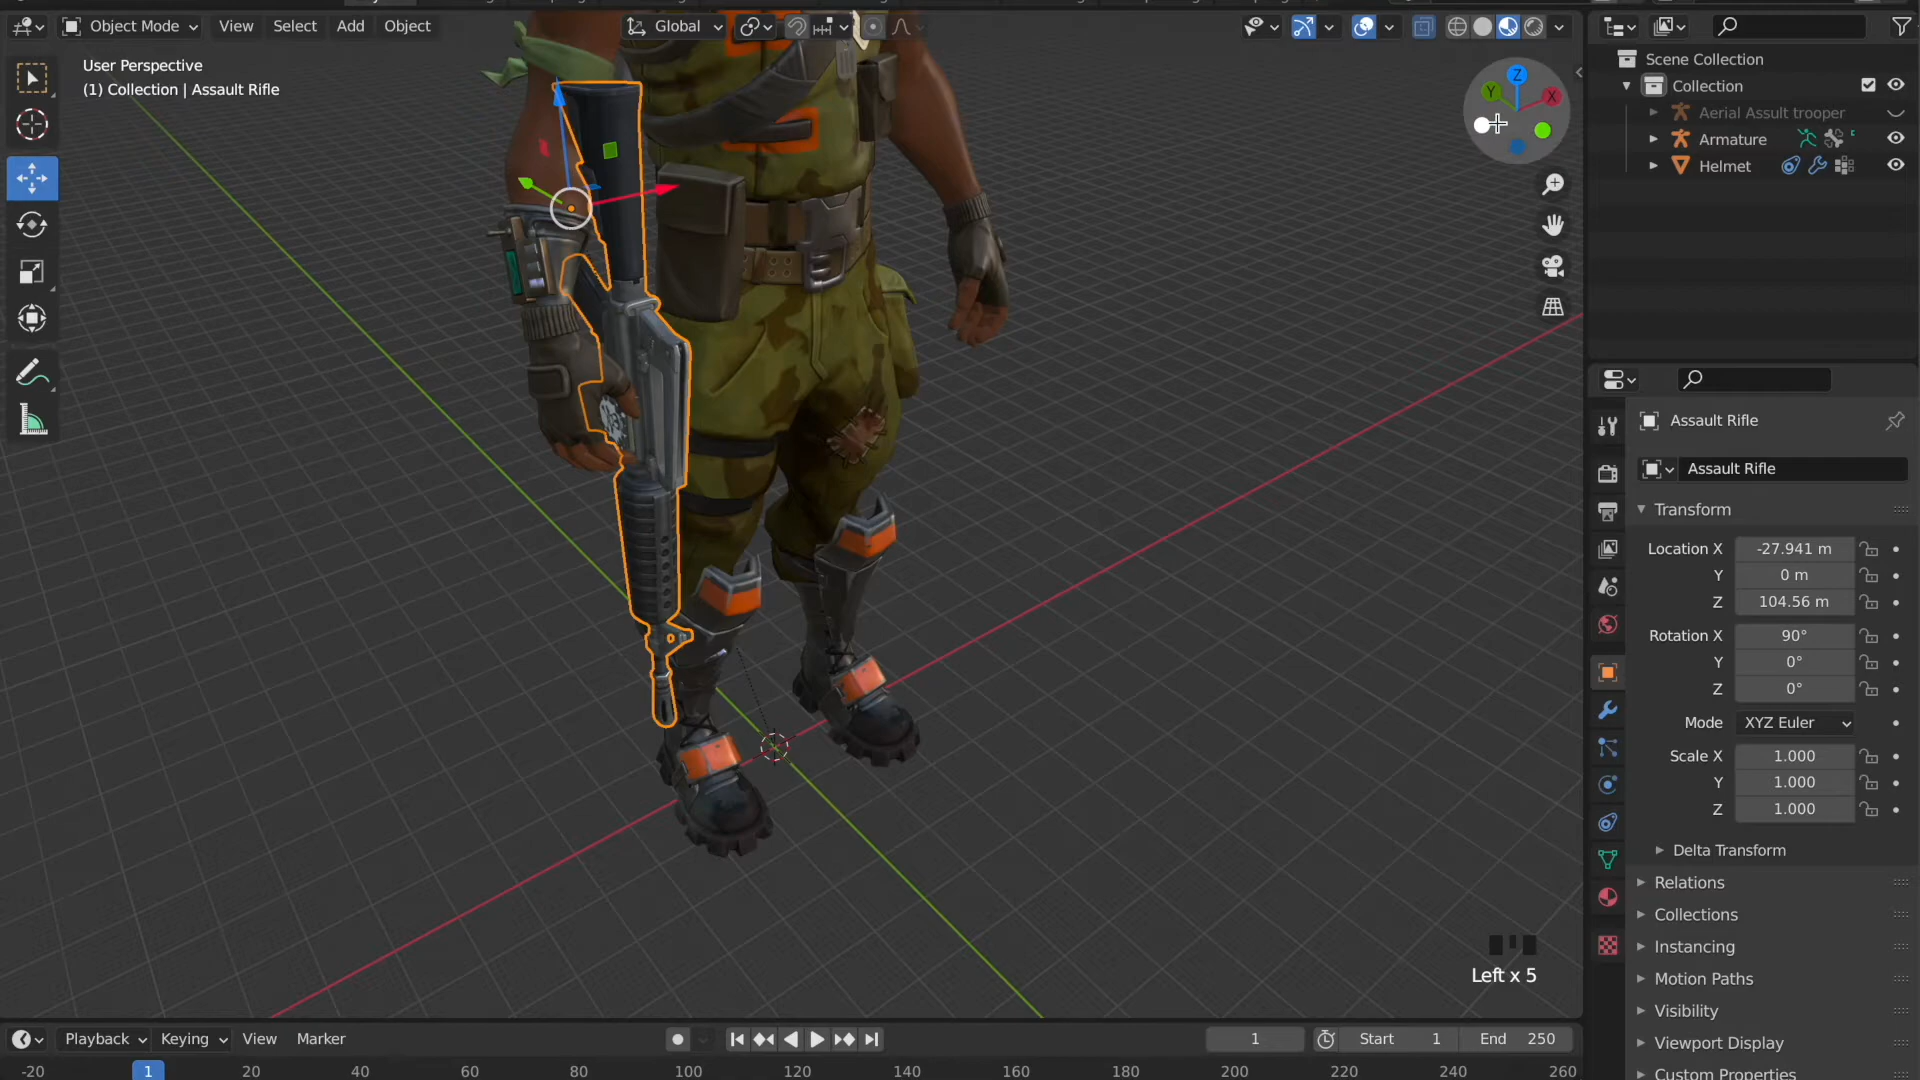 Object Mode View Select Add Object Global
User Perspective
(1) Collection | Assault Rifle
Z
Y
X
Left x 5
Scene Collection
Collection
Aerial Assult trooper
Armature
Helmet
Assault Rifle
Assault Rifle
Transform
Location X -27.941 m
Y 0 m
Z 104.56 m
Rotation X 90°
Y 0°
Z 0°
Mode XYZ Euler
Scale X 1.000
Y 1.000
Z 1.000
Delta Transform
Relations
Collections
Instancing
Motion Paths
Visibility
Viewport Display
Custom Properties
Playback Keying View Marker 1 Start 1 End 250
-20 1 20 40 60 80 100 120 140 160 180 200 220 240 260